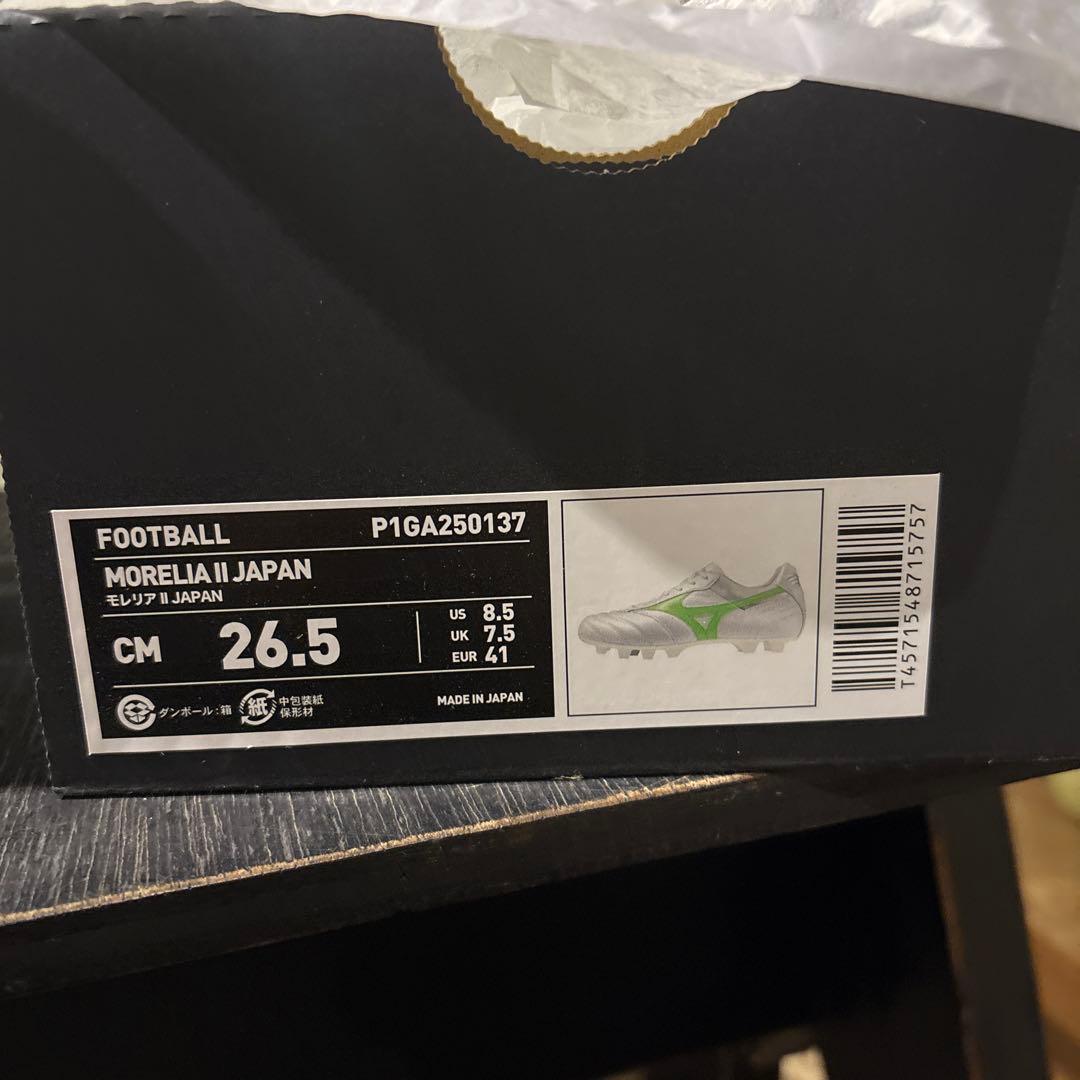 FOOTBALL P1GA250137
MORELIA II JAPAN
モレリア II JAPAN
CM 26.5
US 8.5
UK 7.5
EUR 41
ダンボール:箱
紙 中包装紙
保形材
MADE IN JAPAN
T4571548715757